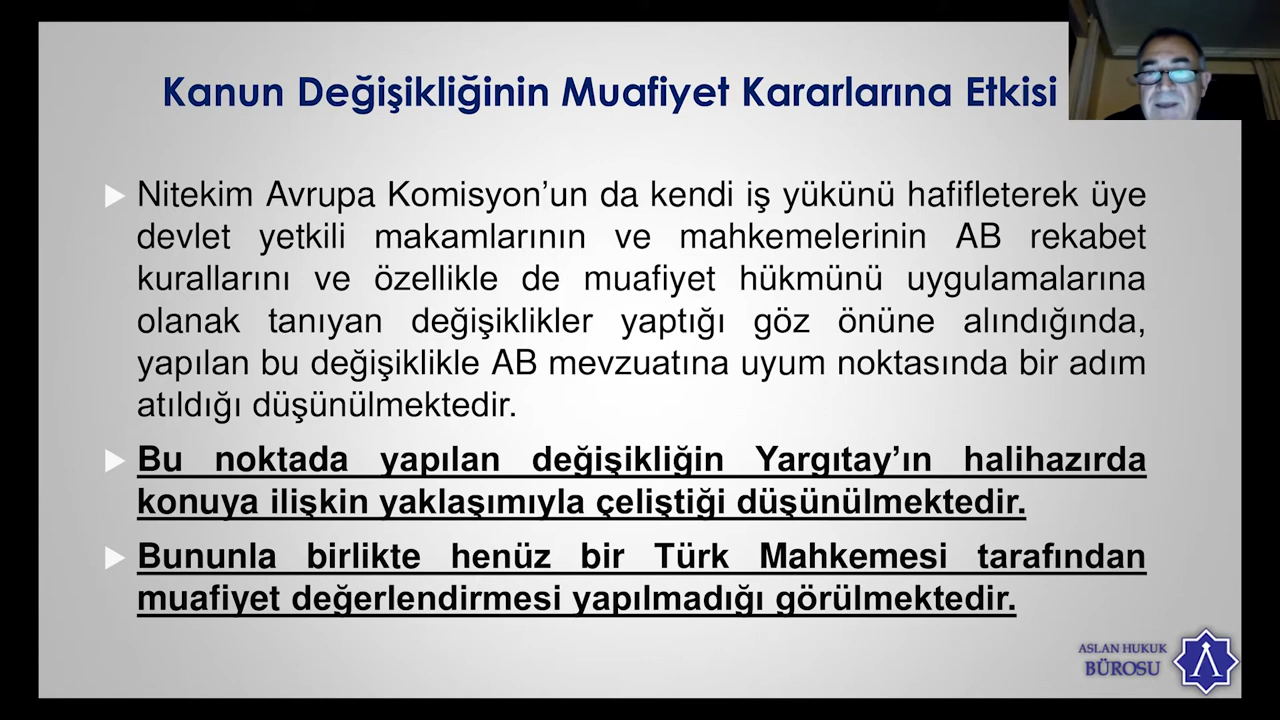 Kanun Değişikliğinin Muafiyet Kararlarına Etkisi
Nitekim Avrupa Komisyon’un da kendi iş yükünü hafifleterek üye
devlet yetkili makamlarının ve mahkemelerinin AB rekabet
kurallarını ve özellikle de muafiyet hükmünü uygulamalarına
olanak tanıyan değişiklikler yaptığı göz önüne alındığında,
yapılan bu değişiklikle AB mevzuatına uyum noktasında bir adım
atıldığı düşünülmektedir.
Bu noktada yapılan değişikliğin Yargıtay’ın halihazırda
konuya ilişkin yaklaşımıyla çeliştiği düşünülmektedir.
Bununla birlikte henüz bir Türk Mahkemesi tarafından
muafiyet değerlendirmesi yapılmadığı görülmektedir.
ASLAN HUKUK
BÜROSU